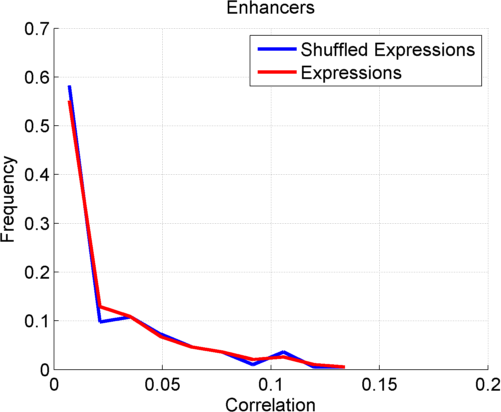 Enhancers
0.7
0.6
0.5
0.4
0.3
0.2
0.1
0
Frequency
Shuffled Expressions
Expressions
0 0.05 0.1 0.15 0.2
Correlation